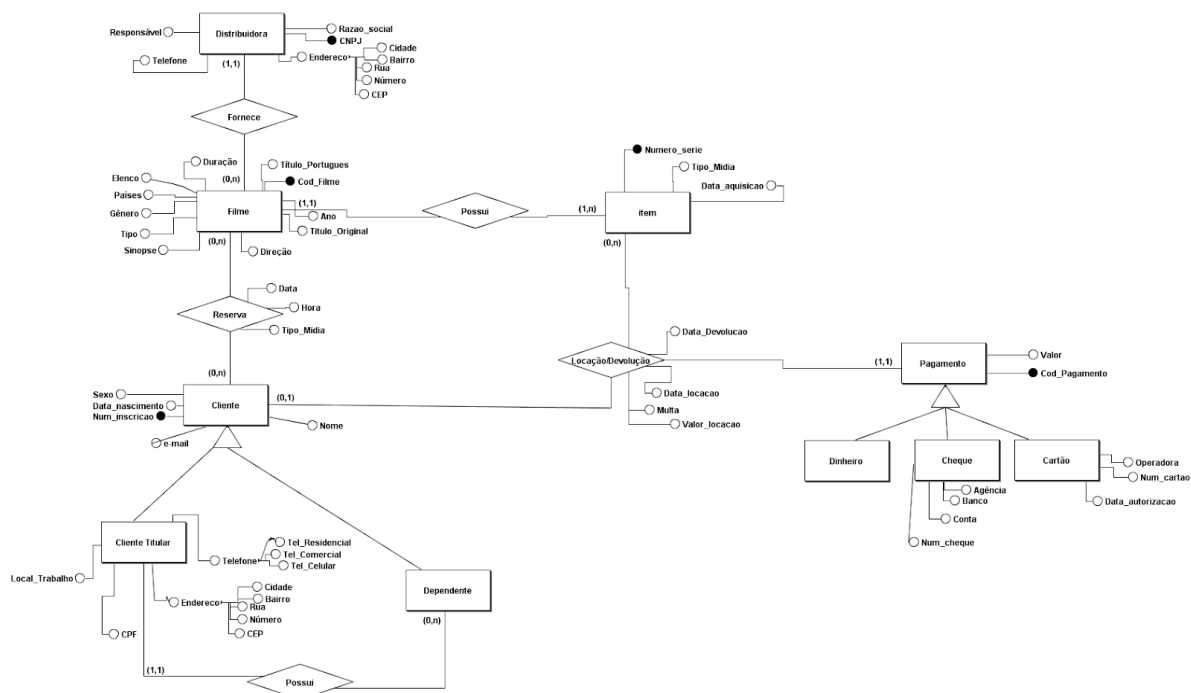 Responsável
Distribuidora
Razao_social
CNPJ
Telefone
(1,1)
Endereco
Cidade
Bairro
Rua
Número
CEP
Fornece
Elenco
Duração
(0,n)
Título_Portugues
Cod_Filme
Países
Gênero
Tipo
Sinopse
Filme
(1,1)
Ano
Titulo_Original
(0,n)
Direção
Possui
Numero_serie
Tipo_Midia
Data_aquisicao
(1,n)
item
(0,n)
Reserva
Data
Hora
Tipo_Midia
(0,n)
Locação/Devolução
Data_Devolucao
Data_locacao
Multa
Valor_locacao
(1,1)
Pagamento
Valor
Cod_Pagamento
Sexo
Data_nascimento
Num_inscricao
Cliente
(0,1)
Nome
e-mail
Dinheiro
Cheque
Cartão
Operadora
Num_cartao
Data_autorizacao
Agência
Banco
Conta
Num_cheque
Cliente Titular
Local_Trabalho
Telefone
Tel_Residencial
Tel_Comercial
Tel_Celular
Endereco
Cidade
Bairro
Rua
Número
CEP
CPF
(1,1)
Dependente
(0,n)
Possui